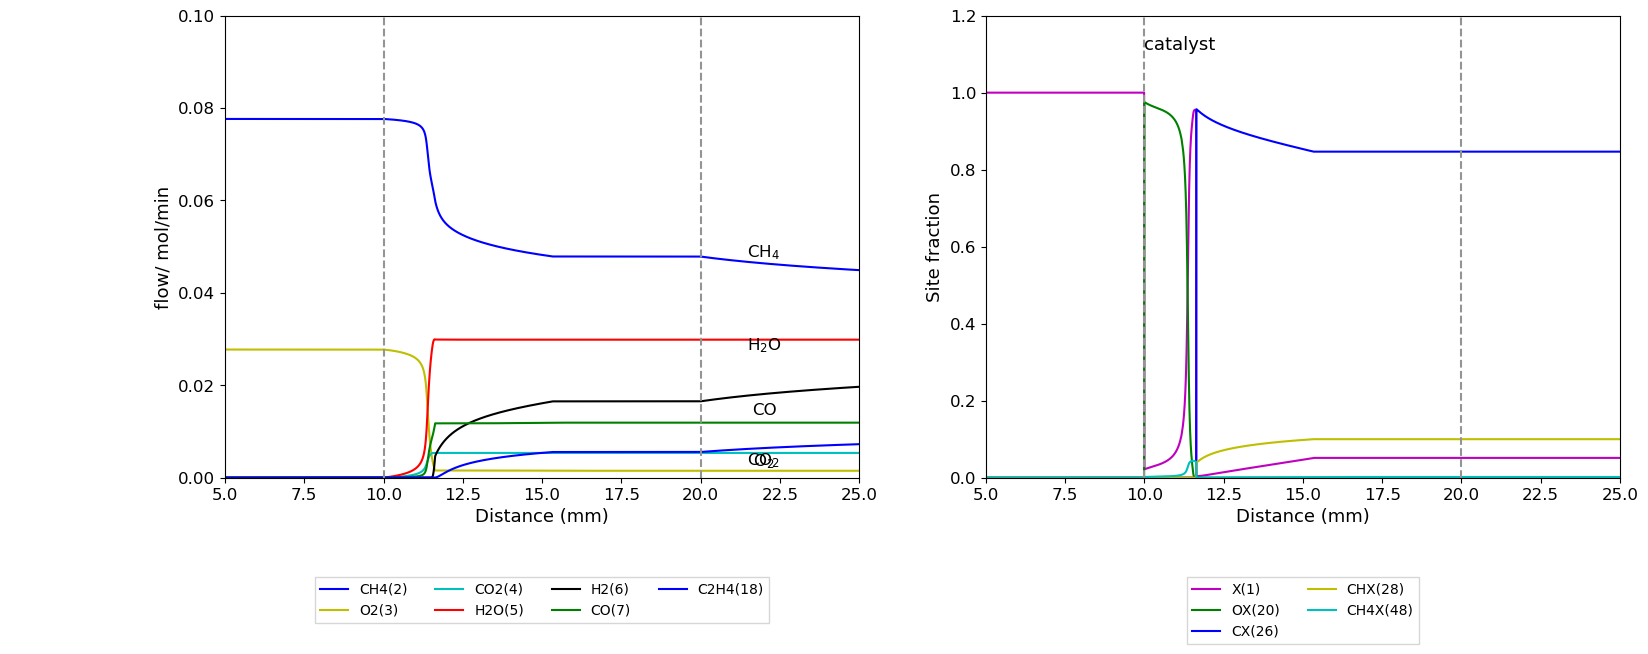 0.10
0.08
0.06
0.04
0.02
0.00
flow/ mol/min
CH₄
H₂O
CO
CO₂
O₂
5.0 7.5 10.0 12.5 15.0 17.5 20.0 22.5 25.0
Distance (mm)
CH4(2) CO2(4) H2(6) C2H4(18)
O2(3) H2O(5) CO(7)
1.2
1.0
0.8
0.6
0.4
0.2
0.0
Site fraction
catalyst
5.0 7.5 10.0 12.5 15.0 17.5 20.0 22.5 25.0
Distance (mm)
X(1) CHX(28)
OX(20) CH4X(48)
CX(26)